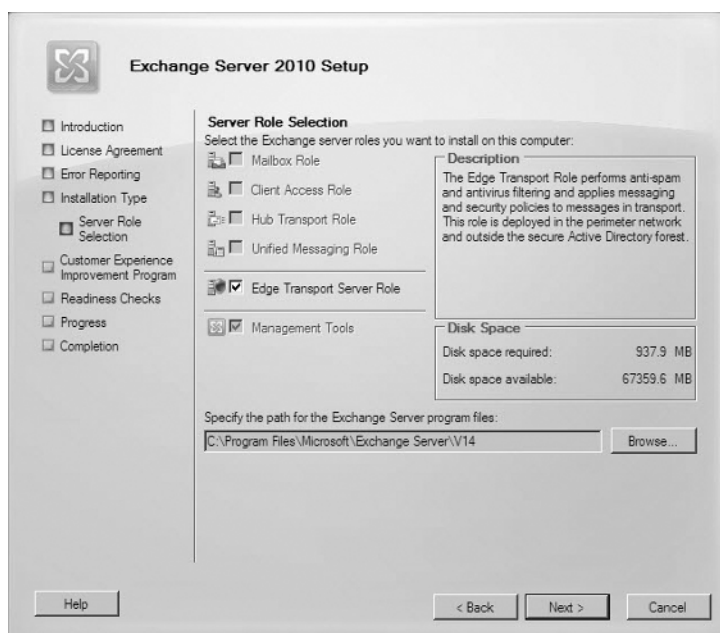 Exchange Server 2010 Setup
Introduction
License Agreement
Error Reporting
Installation Type
Server Role
Selection
Customer Experience
Improvement Program
Readiness Checks
Progress
Completion
Server Role Selection
Select the Exchange server roles you want to install on this computer:
Mailbox Role
Client Access Role
Hub Transport Role
Unified Messaging Role
Edge Transport Server Role
Management Tools
Description
The Edge Transport Role performs anti-spam
and antivirus filtering and applies messaging
and security policies to messages in transport.
This role is deployed in the perimeter network
and outside the secure Active Directory forest.
Disk Space
Disk space required: 937.9 MB
Disk space available: 67359.6 MB
Specify the path for the Exchange Server program files:
C:\Program Files\Microsoft\Exchange Server\V14
Browse...
Help
< Back
Next >
Cancel